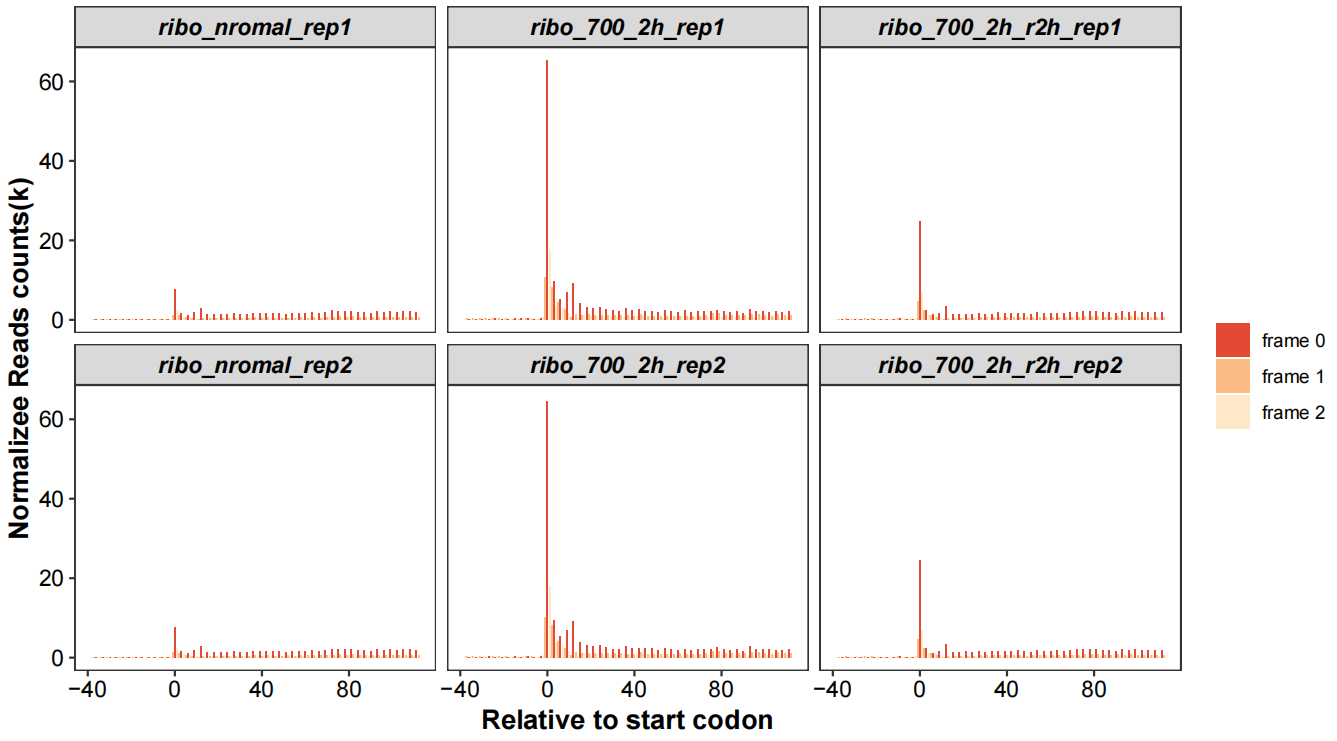 ribo_nromal_rep1
ribo_700_2h_rep1
ribo_700_2h_r2h_rep1
60
40
20
0
ribo_nromal_rep2
ribo_700_2h_rep2
ribo_700_2h_r2h_rep2
60
40
20
0
−40 0 40 80
−40 0 40 80
−40 0 40 80
Relative to start codon
Normalizee Reads counts(k)
frame 0
frame 1
frame 2